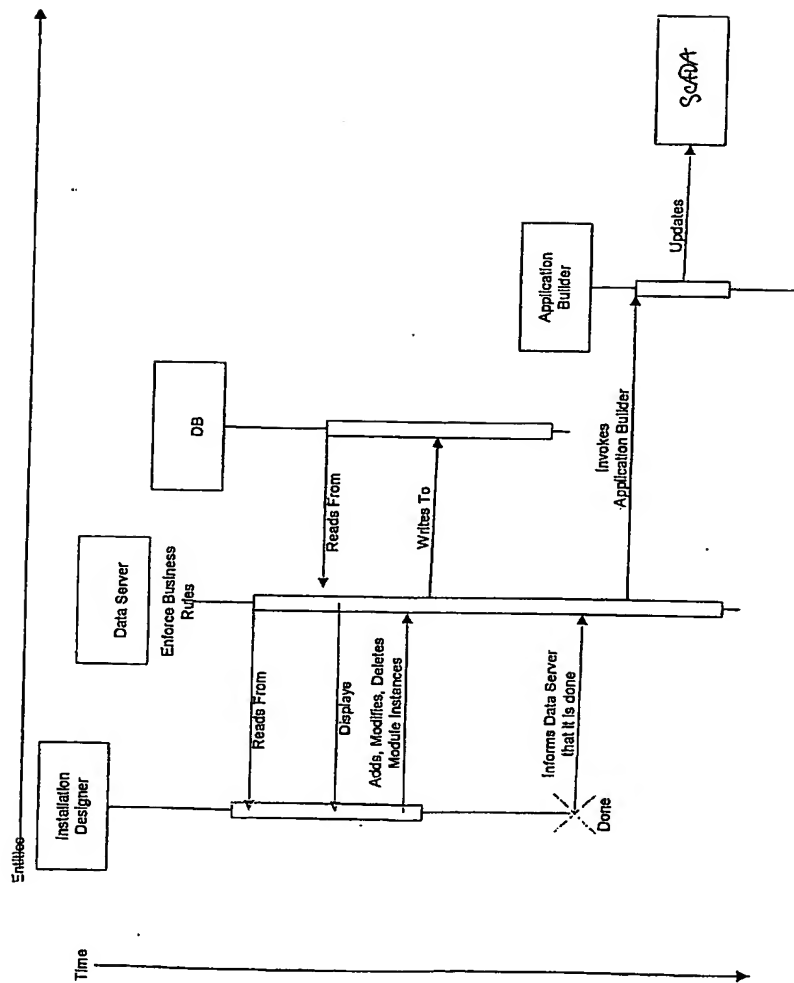 Entities
Time
Installation
Designer
Data Server
Enforce Business
Rules
DB
Application
Builder
SCADA
Reads From
Reads From
Displays
Adds, Modifies, Deletes
Module Instances
Writes To
Informs Data Server
that it is done
Done
Invokes
Application Builder
Updates